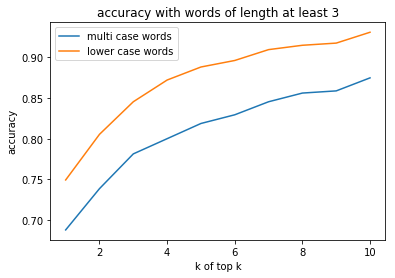 accuracy with words of length at least 3
multi case words
lower case words
accuracy
0.90
0.85
0.80
0.75
0.70
2 4 6 8 10
k of top k